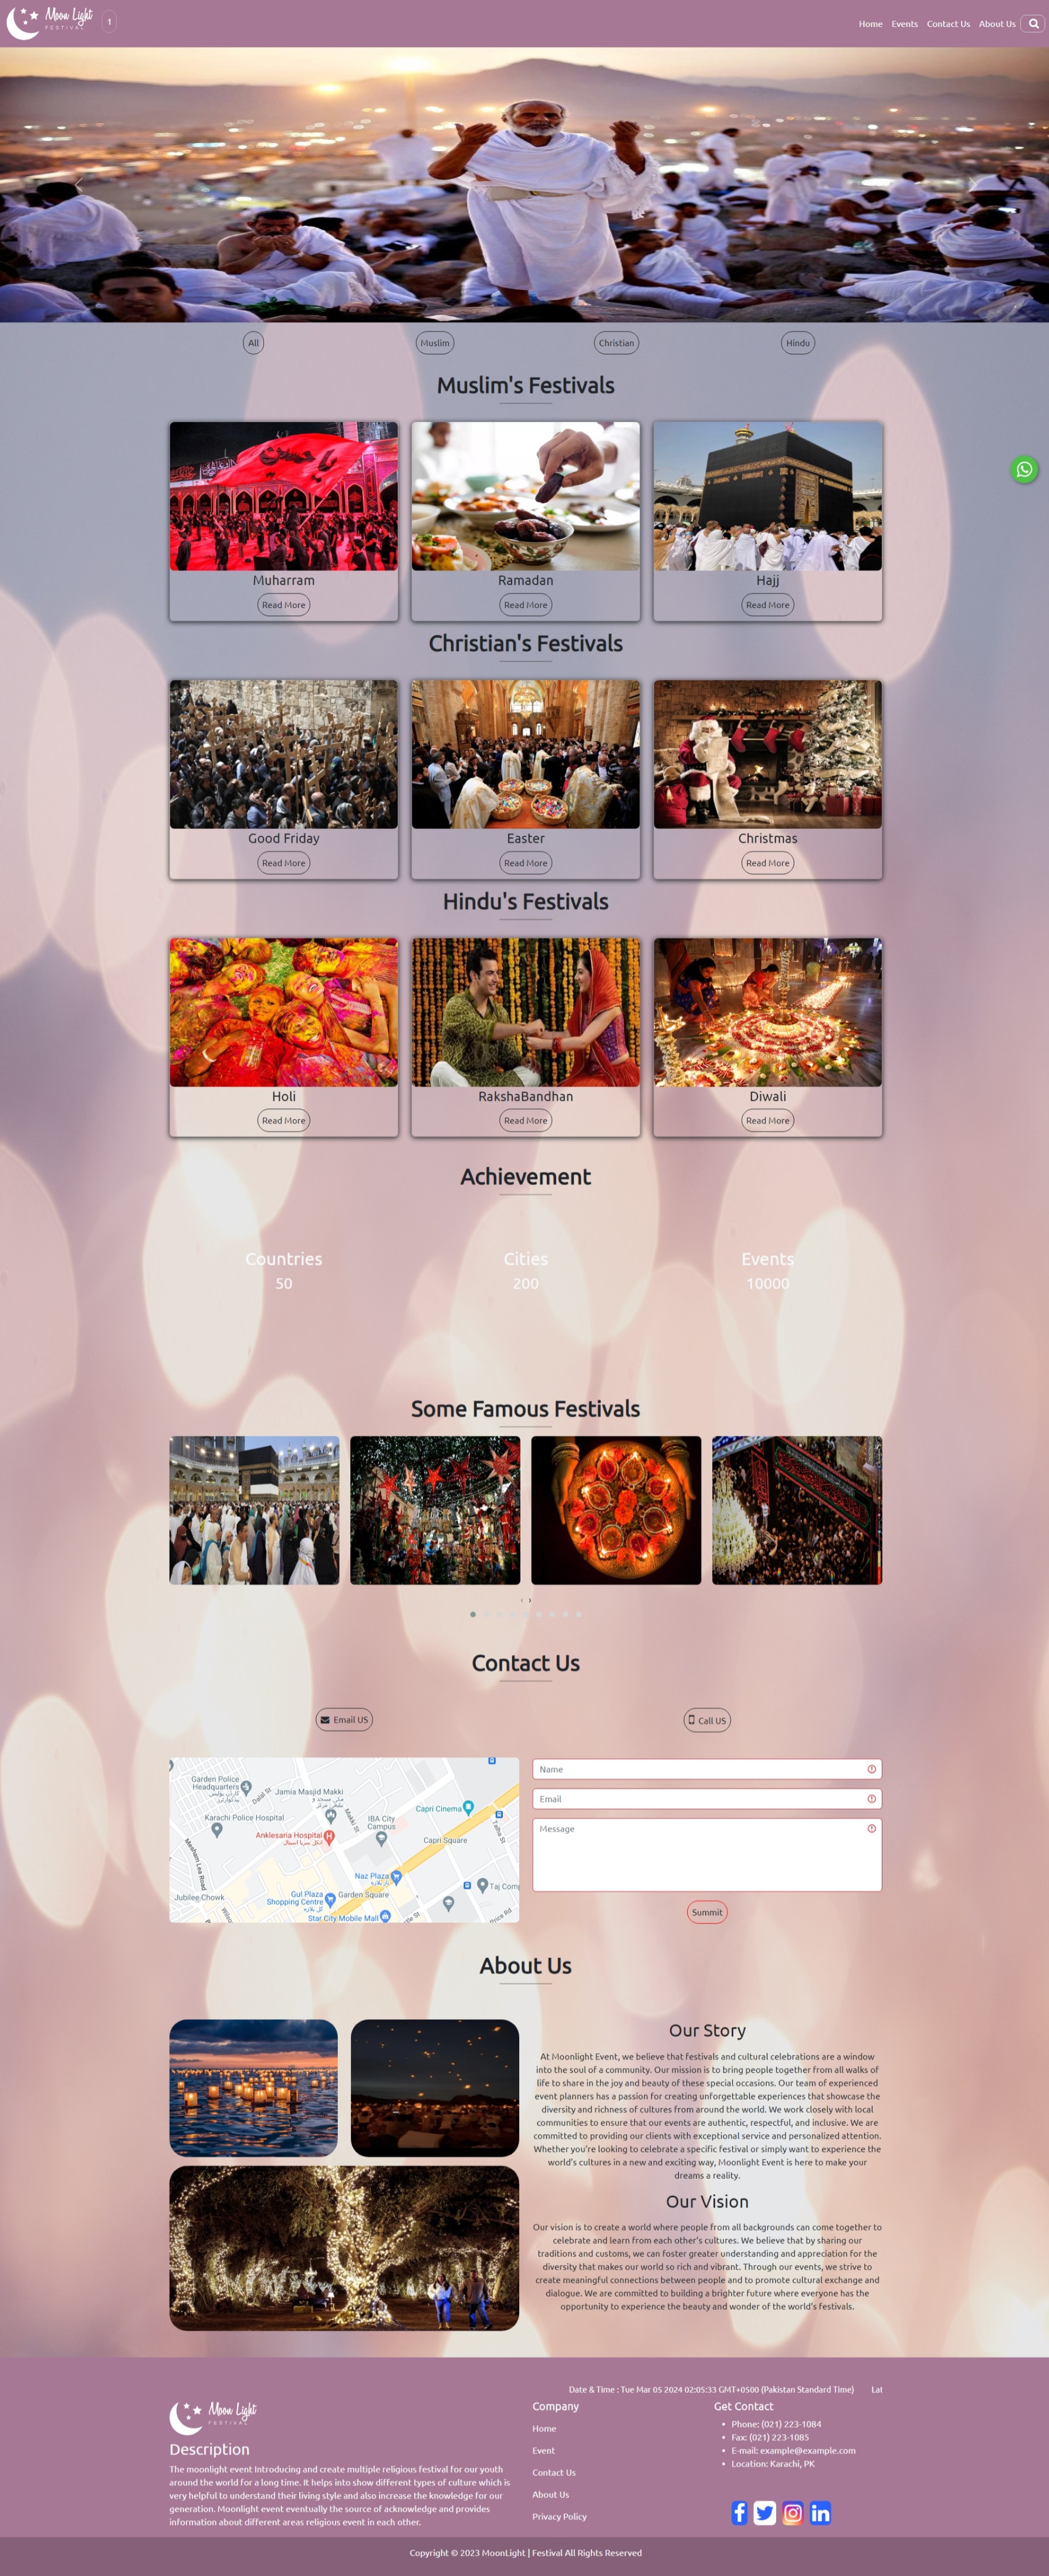 Moon Light
FESTIVAL
1
Home Events Contact Us About Us
All Muslim Christian Hindu
Muslim's Festivals
Muharram Ramadan Hajj
Read More Read More Read More
Christian's Festivals
Good Friday Easter Christmas
Read More Read More Read More
Hindu's Festivals
Holi RakshaBandhan Diwali
Read More Read More Read More
Achievement
Countries Cities Events
50 200 10000
Some Famous Festivals
‹ ›
Contact Us
Email US Call US
Garden Police
Headquarters
Dalal St
Jamia Masjid Makki
Karachi Police Hospital
Makki St
IBA City
Campus
Capri Cinema
Talha St
Anklesaria Hospital
Capri Square
Mesham Lea Road
Naz Plaza
Jubilee Chowk
Gul Plaza
Shopping Centre
Garden Square
Star City Mobile Mall
Name
Email
Message
Summit
About Us
Our Story
At Moonlight Event, we believe that festivals and cultural celebrations are a window
into the soul of a community. Our mission is to bring people together from all walks of
life to share in the joy and beauty of these special occasions. Our team of experienced
event planners has a passion for creating unforgettable experiences that showcase the
diversity and richness of cultures from around the world. We work closely with local
communities to ensure that our events are authentic, respectful, and inclusive. We are
committed to providing our clients with exceptional service and personalized attention.
Whether you're looking to celebrate a specific festival or simply want to experience the
world's cultures in a new and exciting way, Moonlight Event is here to make your
dreams a reality.
Our Vision
Our vision is to create a world where people from all backgrounds can come together to
celebrate and learn from each other's cultures. We believe that by sharing our
traditions and customs, we can foster greater understanding and appreciation for the
diversity that makes our world so rich and vibrant. Through our events, we strive to
create meaningful connections between people and to promote cultural exchange and
dialogue. We are committed to building a brighter future where everyone has the
opportunity to experience the beauty and wonder of the world's festivals.
Date & Time : Tue Mar 05 2024 02:05:33 GMT+0500 (Pakistan Standard Time) Lat
Moon Light
FESTIVAL
Description
The moonlight event Introducing and create multiple religious festival for our youth
around the world for a long time. It helps into show different types of culture which is
very helpful to understand their living style and also increase the knowledge for our
generation. Moonlight event eventually the source of acknowledge and provides
information about different areas religious event in each other.
Company
Home
Event
Contact Us
About Us
Privacy Policy
Get Contact
Phone: (021) 223-1084
Fax: (021) 223-1085
E-mail: example@example.com
Location: Karachi, PK
Copyright © 2023 MoonLight | Festival All Rights Reserved